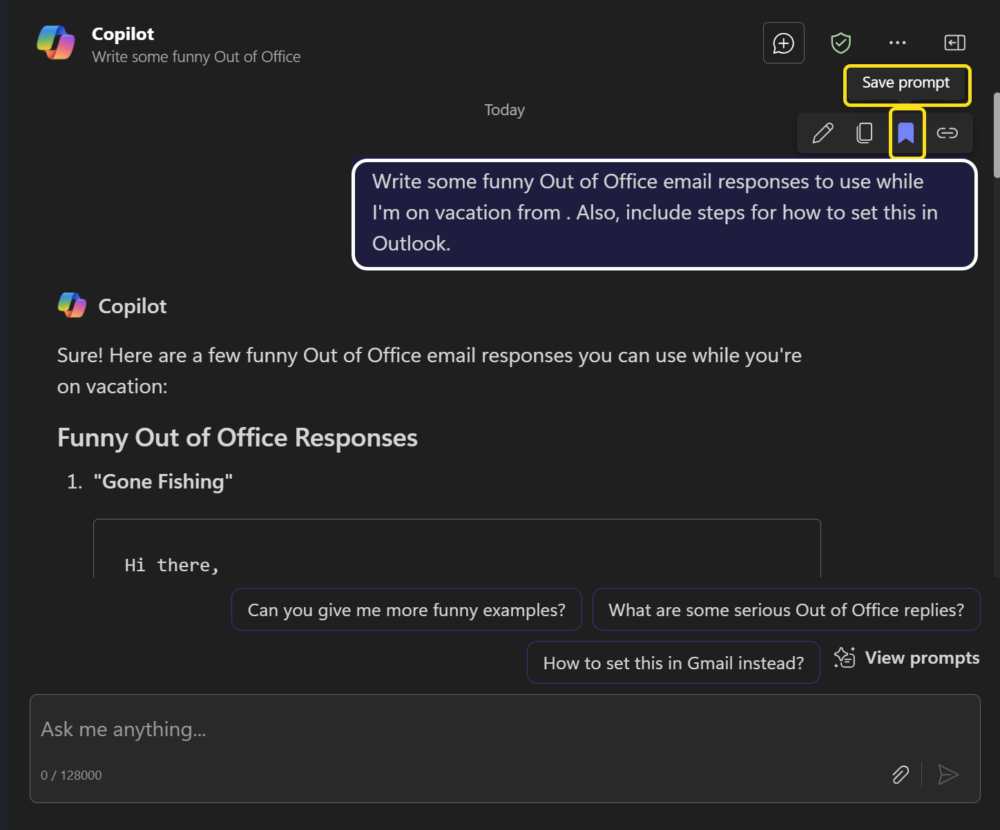 Copilot
Write some funny Out of Office
Save prompt
Today
Write some funny Out of Office email responses to use while
I'm on vacation from . Also, include steps for how to set this in
Outlook.
Copilot
Sure! Here are a few funny Out of Office email responses you can use while you're
on vacation:
Funny Out of Office Responses
1. "Gone Fishing"
Hi there,
Can you give me more funny examples?
What are some serious Out of Office replies?
How to set this in Gmail instead?
View prompts
Ask me anything...
0 / 128000